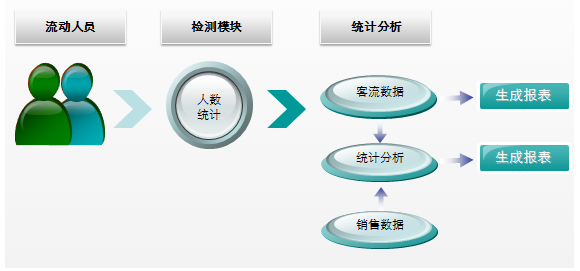 流动人员
检测模块
统计分析
人数
统计
客流数据
生成报表
统计分析
生成报表
销售数据